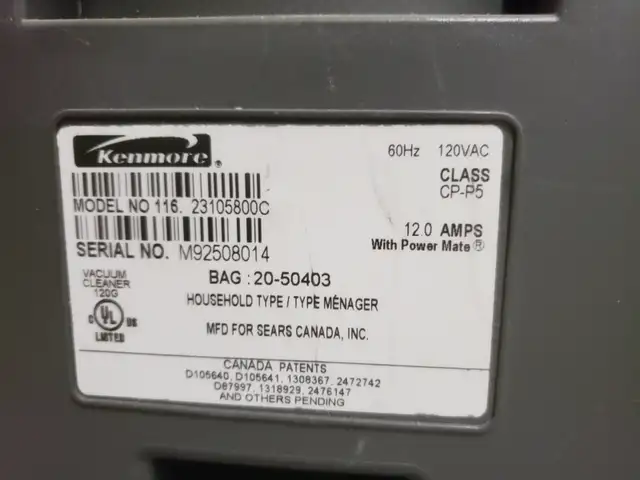 Kenmore®
60Hz 120VAC
CLASS
CP-P5
MODEL NO 116. 23105800C
12.0 AMPS
With Power Mate®
SERIAL NO. M92508014
VACUUM
CLEANER
120G
BAG : 20-50403
HOUSEHOLD TYPE / TYPE MÉNAGER
C UL US
LISTED
MFD FOR SEARS CANADA, INC.
CANADA PATENTS
D105640, D105641, 1308367, 2472742
D87997, 1318929, 2476147
AND OTHERS PENDING